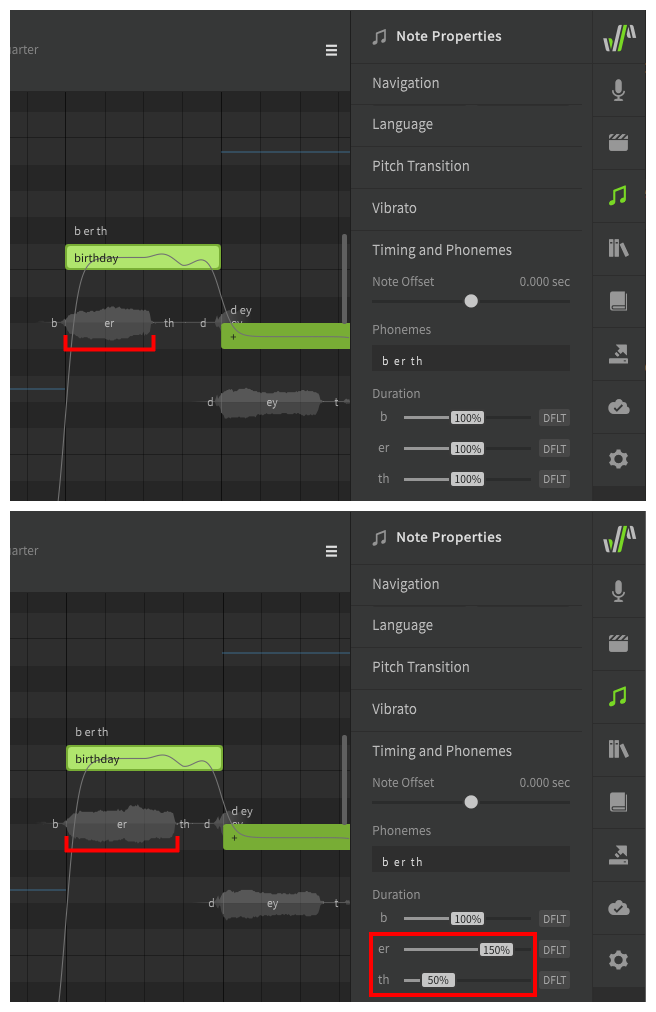 arter
Note Properties
Navigation
Language
Pitch Transition
Vibrato
b er th
birthday
Timing and Phonemes
Note Offset 0.000 sec
b er th d d ey
+
Phonemes
b er th
Duration
d ey t
b 100% DFLT
er 100% DFLT
th 100% DFLT
arter
Note Properties
Navigation
Language
Pitch Transition
Vibrato
b er th
birthday
Timing and Phonemes
Note Offset 0.000 sec
b er th d d ey
+
Phonemes
b er th
Duration
d ey t
b 100% DFLT
er 150% DFLT
th 50% DFLT